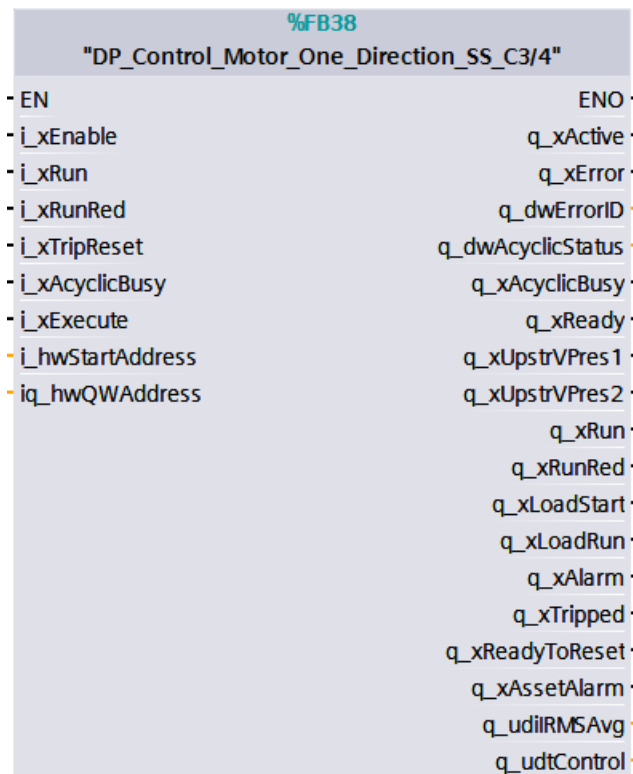 %FB38
"DP_Control_Motor_One_Direction_SS_C3/4"
EN ENO
i_xEnable q_xActive
i_xRun q_xError
i_xRunRed q_dwErrorID
i_xTripReset q_dwAcyclicStatus
i_xAcyclicBusy q_xAcyclicBusy
i_xExecute q_xReady
i_hwStartAddress q_xUpstrVPres1
iq_hwQWAddress q_xUpstrVPres2
q_xRun
q_xRunRed
q_xLoadStart
q_xLoadRun
q_xAlarm
q_xTripped
q_xReadyToReset
q_xAssetAlarm
q_udiIRMSAvg
q_udtControl